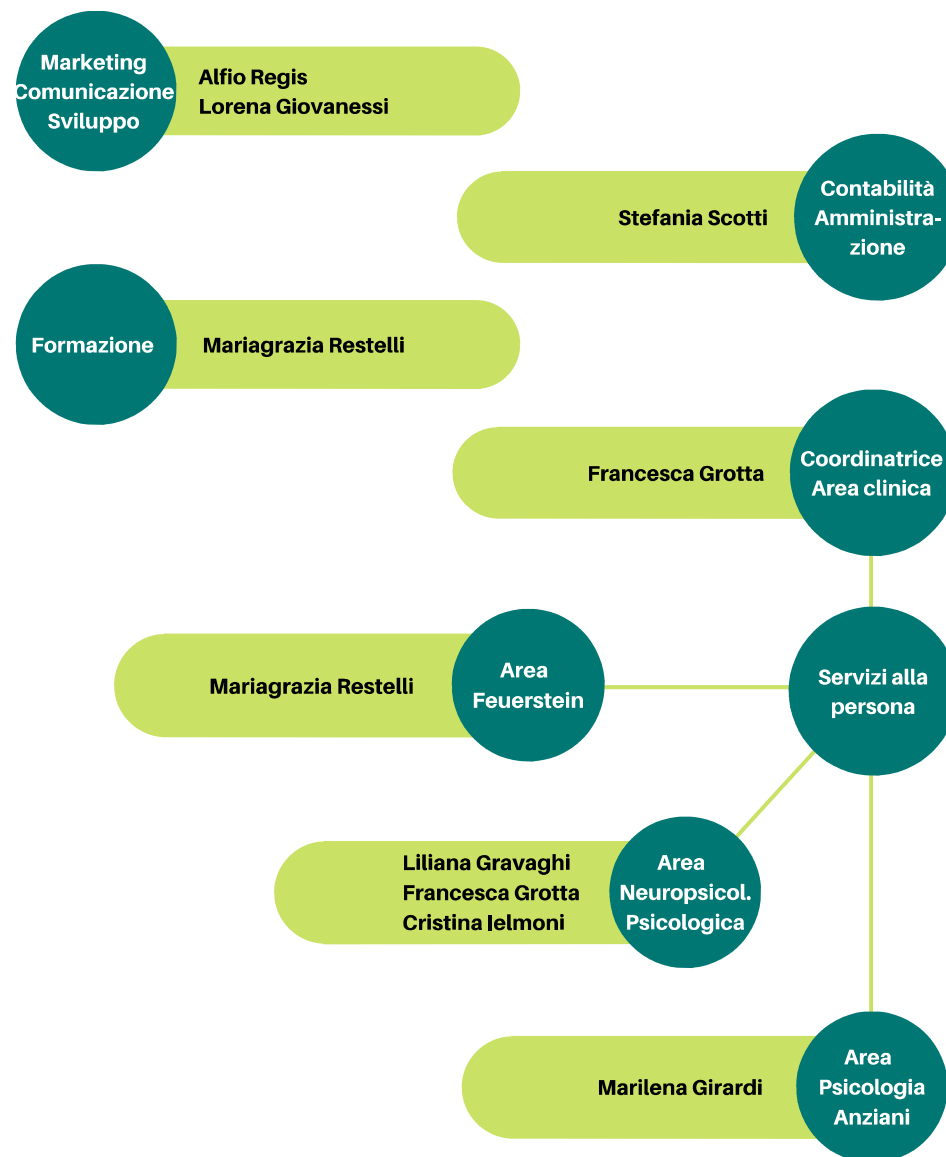 Marketing
Comunicazione
Sviluppo
Alfio Regis
Lorena Giovanessi
Stefania Scotti
Contabilità
Amministra-
zione
Formazione
Mariagrazia Restelli
Francesca Grotta
Coordinatrice
Area clinica
Mariagrazia Restelli
Area
Feuerstein
Servizi alla
persona
Liliana Gravaghi
Francesca Grotta
Cristina Ielmoni
Area
Neuropsicol.
Psicologica
Marilena Girardi
Area
Psicologia
Anziani